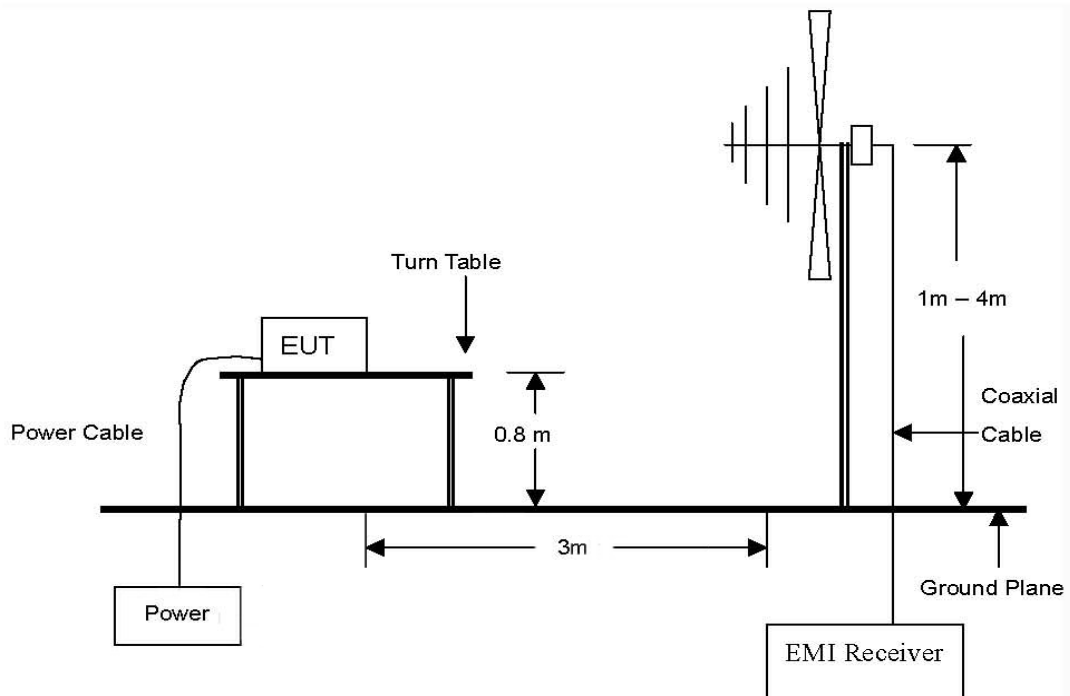 Turn Table
1m – 4m
EUT
Coaxial
Cable
Power Cable
0.8 m
3m
Ground Plane
Power
EMI Receiver